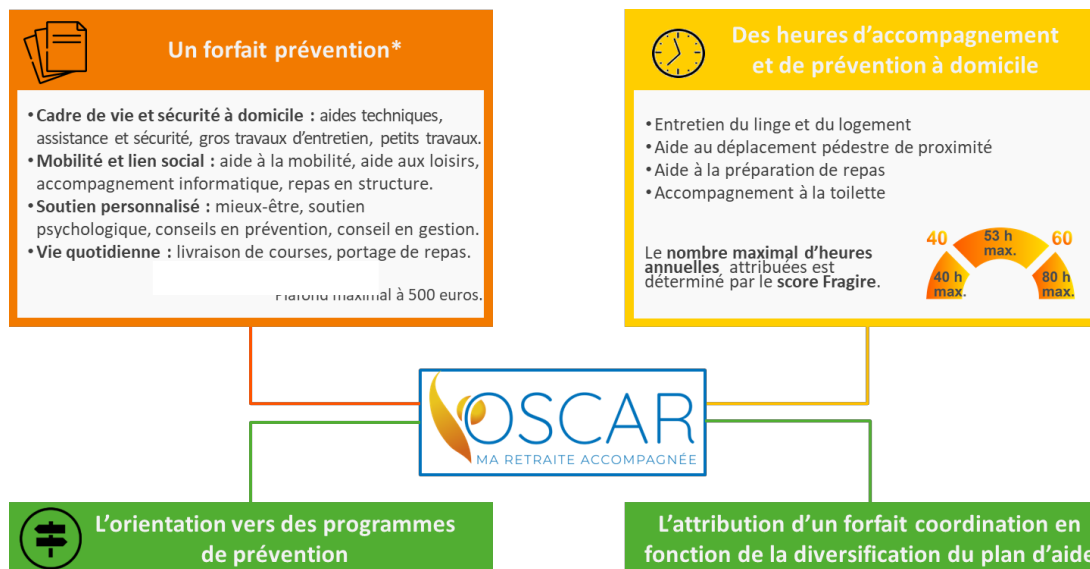 Un forfait prévention*
• Cadre de vie et sécurité à domicile : aides techniques,
assistance et sécurité, gros travaux d'entretien, petits travaux.
• Mobilité et lien social : aide à la mobilité, aide aux loisirs,
accompagnement informatique, repas en structure.
• Soutien personnalisé : mieux-être, soutien
psychologique, conseils en prévention, conseil en gestion.
• Vie quotidienne : livraison de courses, portage de repas.
Plafond maximal à 500 euros.
Des heures d'accompagnement
et de prévention à domicile
• Entretien du linge et du logement
• Aide au déplacement pédestre de proximité
• Aide à la préparation de repas
• Accompagnement à la toilette
Le nombre maximal d'heures
annuelles attribuées est
déterminé par le score Fragire.
40
53 h
max.
60
40 h
max.
80 h
max.
OSCAR
MA RETRAITE ACCOMPAGNÉE
L'orientation vers des programmes
de prévention
L'attribution d'un forfait coordination en
fonction de la diversification du plan d'aide